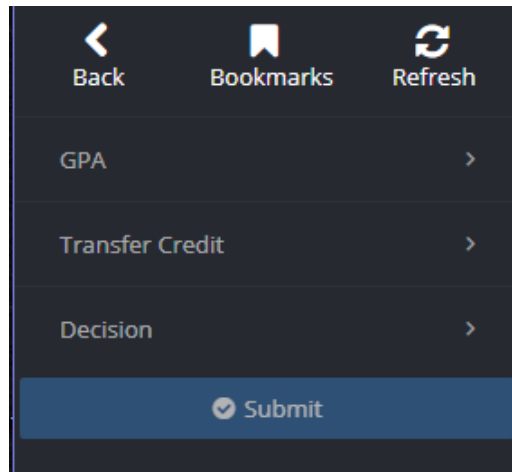 Back Bookmarks Refresh
GPA
Transfer Credit
Decision
Submit